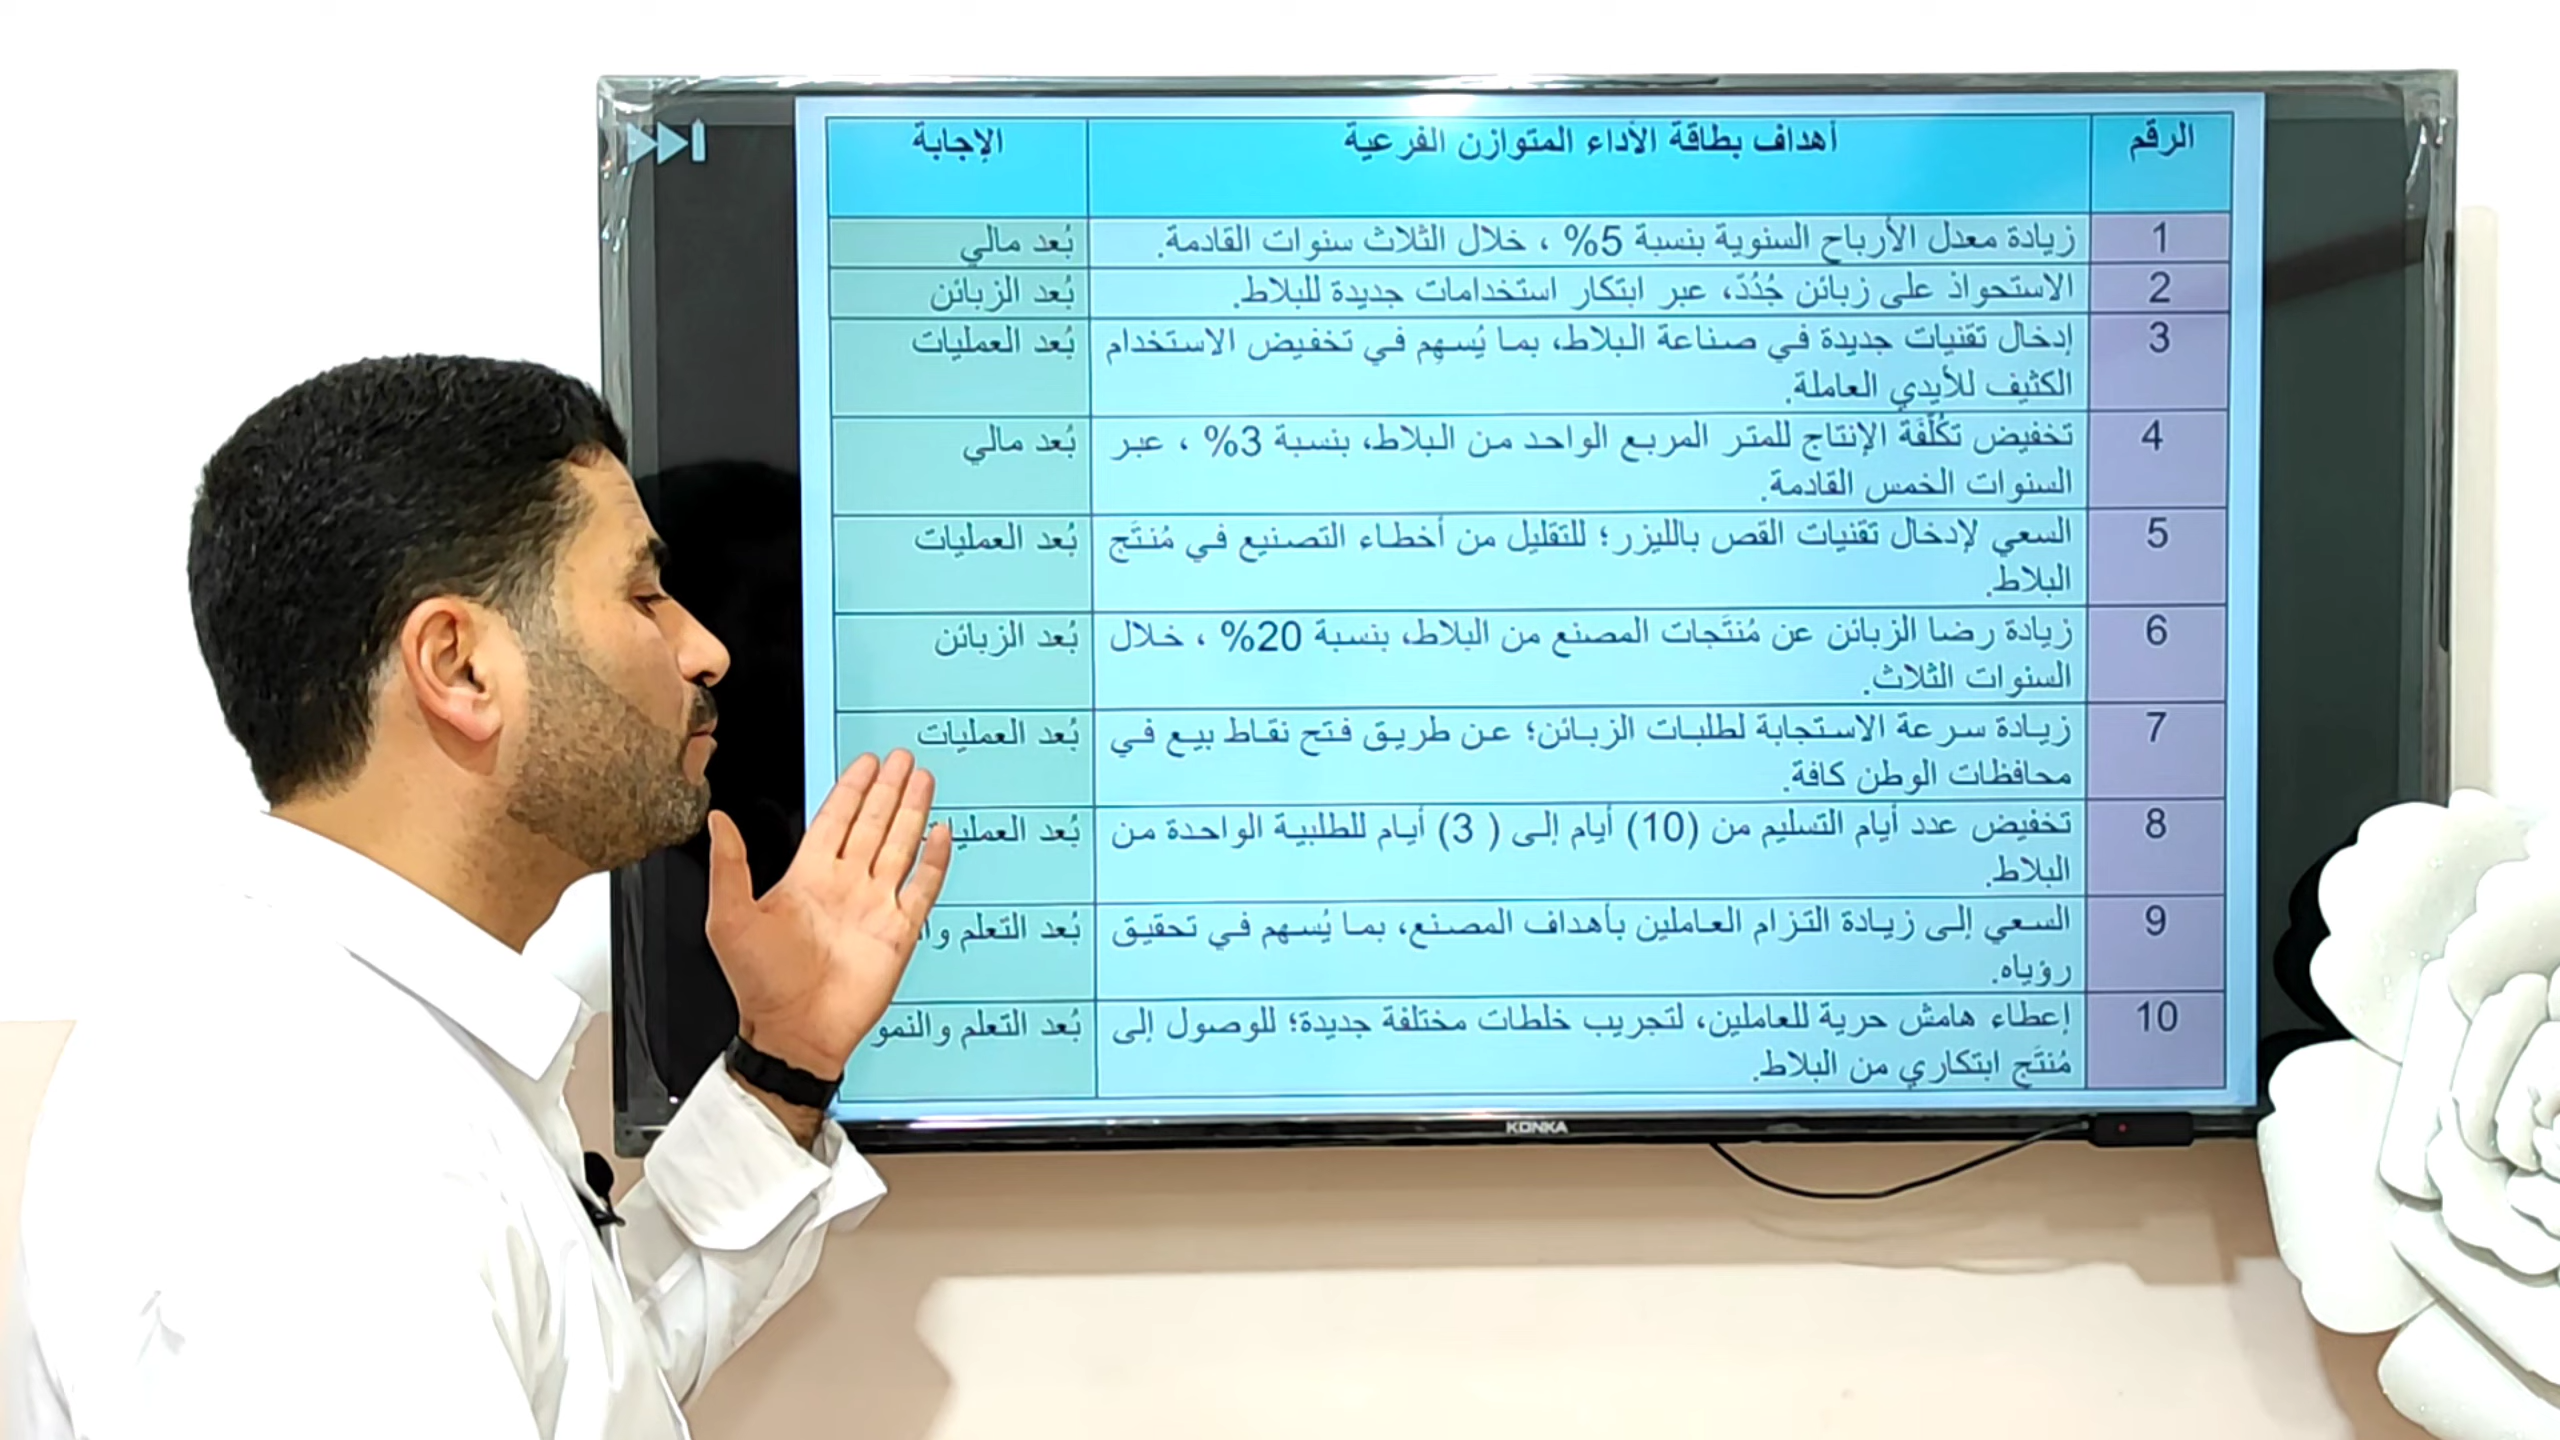 الرقم أهداف بطاقة الأداء المتوازن الفرعية الإجابة
1 زيادة معدل الأرباح السنوية بنسبة 5% ، خلال الثلاث سنوات القادمة. بُعد مالي
2 الاستحواذ على زبائن جُدُدّ، عبر ابتكار استخدامات جديدة للبلاط. بُعد الزبائن
3 إدخال تقنيات جديدة في صناعة البلاط، بما يُسهِم في تخفيض الاستخدام بُعد العمليات
الكثيف للأيدي العاملة.
4 تخفيض تكُلّفَة الإنتاج للمتر المربع الواحد من البلاط، بنسبة 3% ، عبر بُعد مالي
السنوات الخمس القادمة.
5 السعي لإدخال تقنيات القص بالليزر؛ للتقليل من أخطاء التصنيع في مُنتَج بُعد العمليات
البلاط.
6 زيادة رضا الزبائن عن مُنتَجات المصنع من البلاط، بنسبة 20% ، خلال بُعد الزبائن
السنوات الثلاث.
7 زيادة سرعة الاستجابة لطلبات الزبائن؛ عن طريق فتح نقاط بيع في بُعد العمليات
محافظات الوطن كافة.
8 تخفيض عدد أيام التسليم من (10) أيام إلى ( 3) أيام للطلبية الواحدة من بُعد
البلاط.
9 السعي إلى زيادة التزام العاملين بأهداف المصنع، بما يُسهم في تحقيق بُعد التعلم
رؤياه.
10 إعطاء هامش حرية للعاملين، لتجريب خلطات مختلفة جديدة؛ للوصول إلى بُعد التعلم والنمو
مُنتَج ابتكاري من البلاط.
KONKA